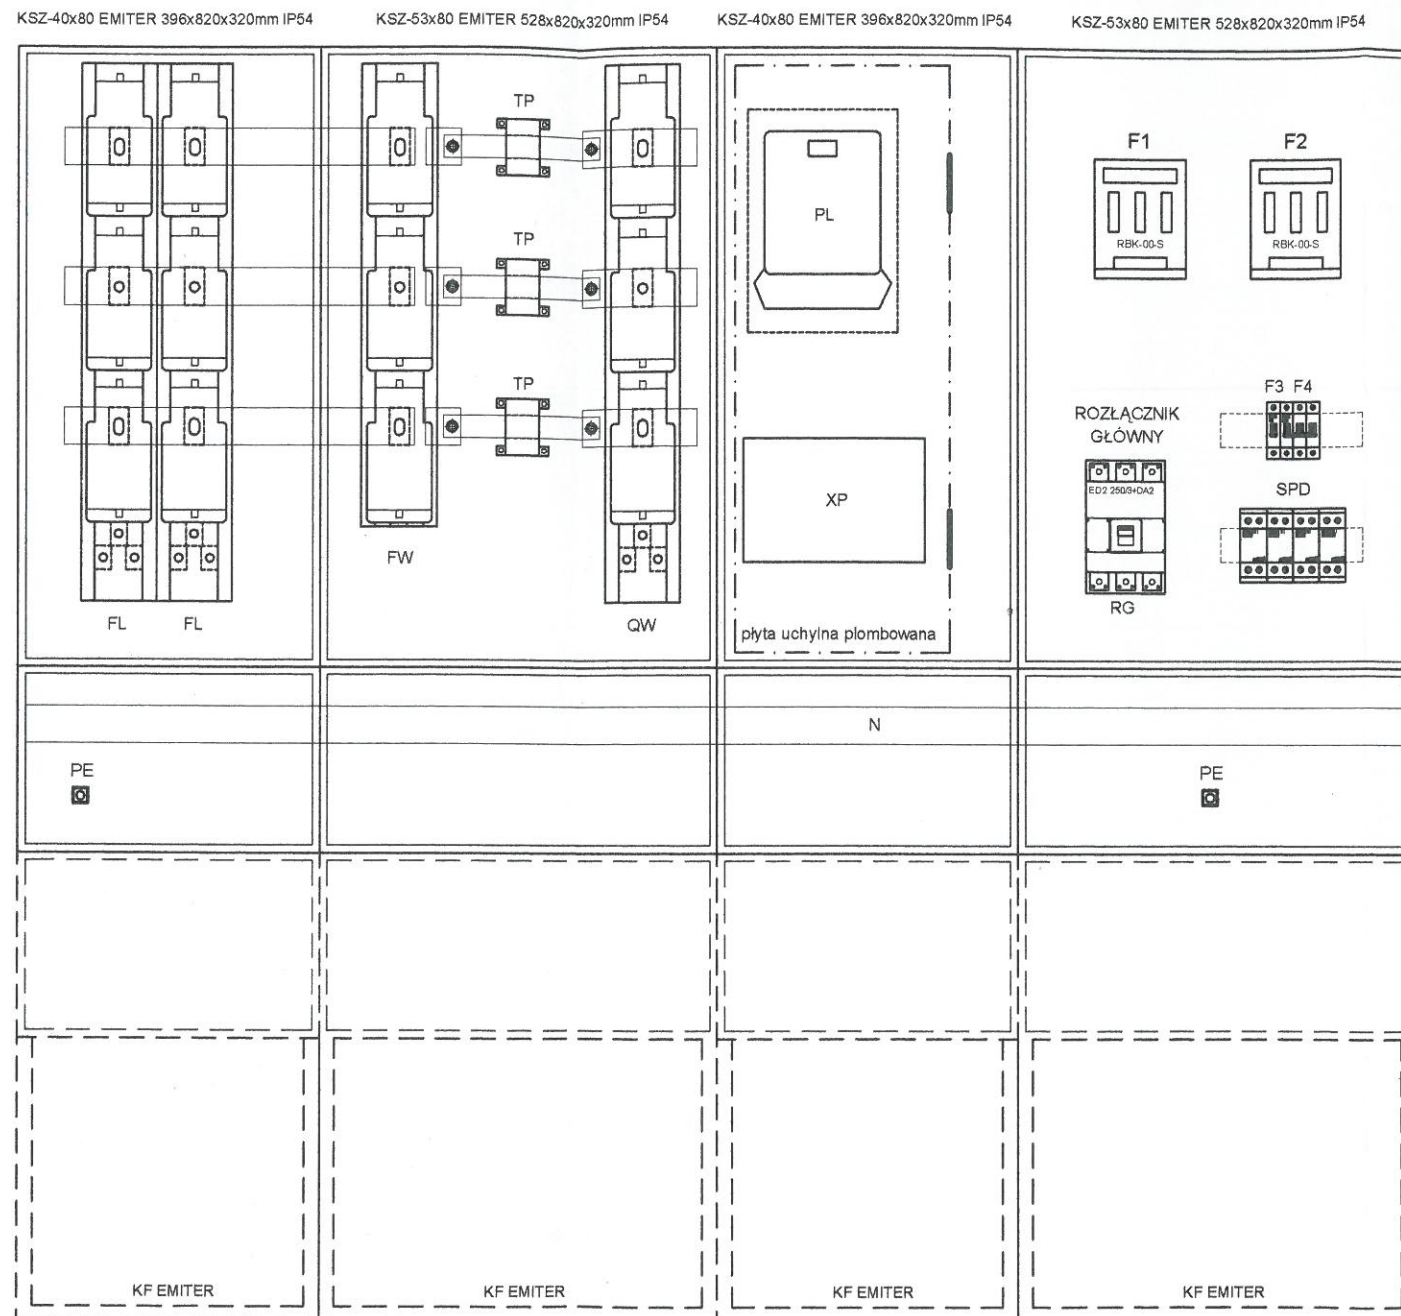 KSZ-40x80 EMITER 396x820x320mm IP54
KSZ-53x80 EMITER 528x820x320mm IP54
KSZ-40x80 EMITER 396x820x320mm IP54
KSZ-53x80 EMITER 528x820x320mm IP54
TP
TP
TP
FL
FL
FW
QW
PL
XP
płyta uchylna plombowana
F1
F2
RBK-00-S
RBK-00-S
F3 F4
ROZŁĄCZNIK
GŁÓWNY
ED2 250/3+DA2
RG
SPD
N
PE
PE
KF EMITER
KF EMITER
KF EMITER
KF EMITER